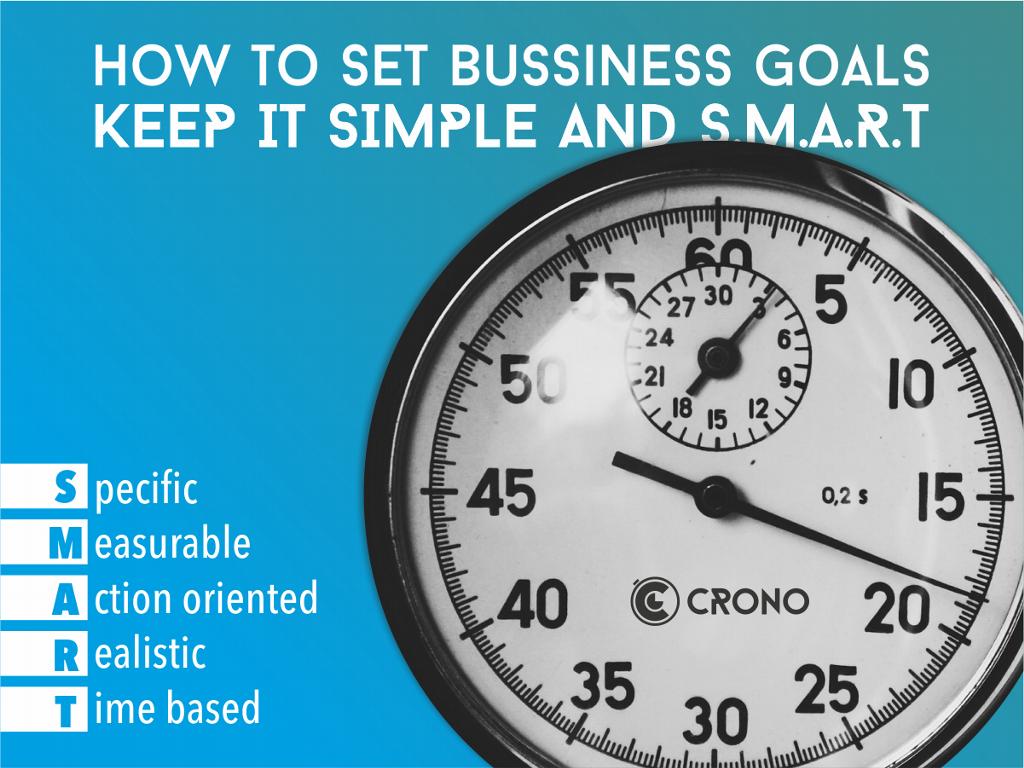 HOW TO SET BUSSINESS GOALS
KEEP IT SIMPLE AND S.M.A.R.T
60
55
5
50
10
45
15
40
20
35
25
30
30
27
3
24
6
21
9
18
12
15
0,2 s
CRONO
Specific
Measurable
Action oriented
Realistic
Time based